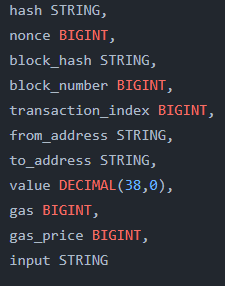 hash STRING,
nonce BIGINT,
block_hash STRING,
block_number BIGINT,
transaction_index BIGINT,
from_address STRING,
to_address STRING,
value DECIMAL(38,0),
gas BIGINT,
gas_price BIGINT,
input STRING